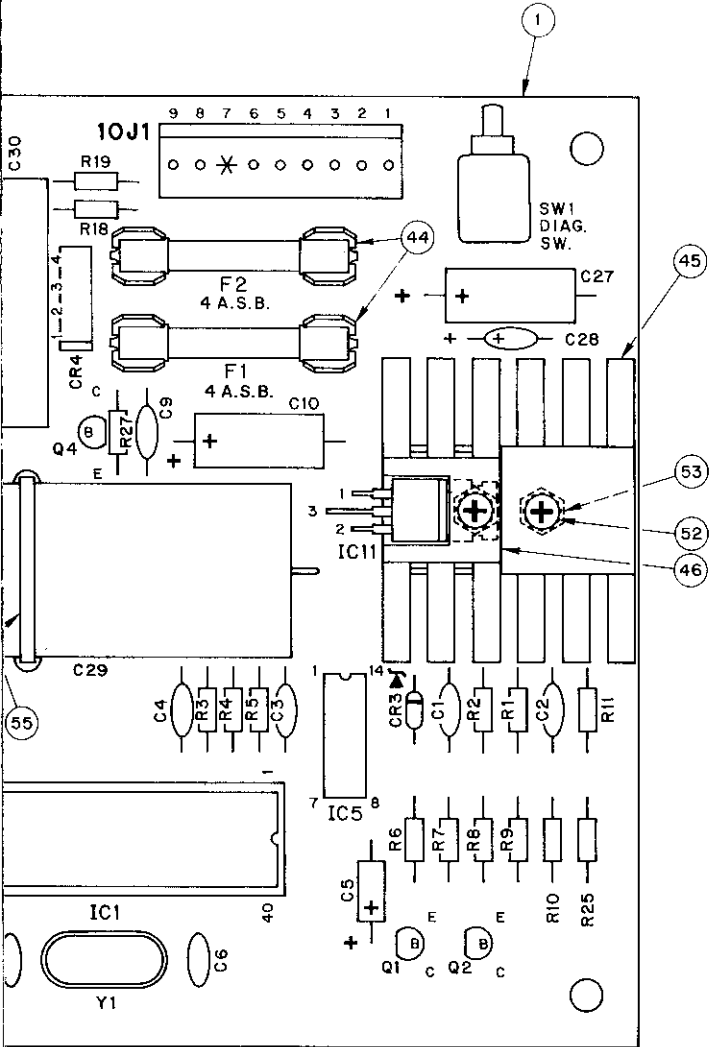 1
9 8 7 6 5 4 3 2 1
10J1
C30
R19
R18
SW1
DIAG.
SW.
44
F2
4 A.S.B.
+ + C27
45
+ + C28
1-2-3-4
CR4
F1
4 A.S.B.
C
C9
C10
B
R27
Q4
+
+
E
1
3
2
IC11
53
52
46
C29
55
C4
R3
R4
R5
C3
1 14
CR3
C1
R2
R1
C2
R11
7 8
IC5
1
R6
R7
R8
R9
R10
R25
C5
+
+
IC1
40
E E
B B
Q1 C Q2 C
C6
Y1